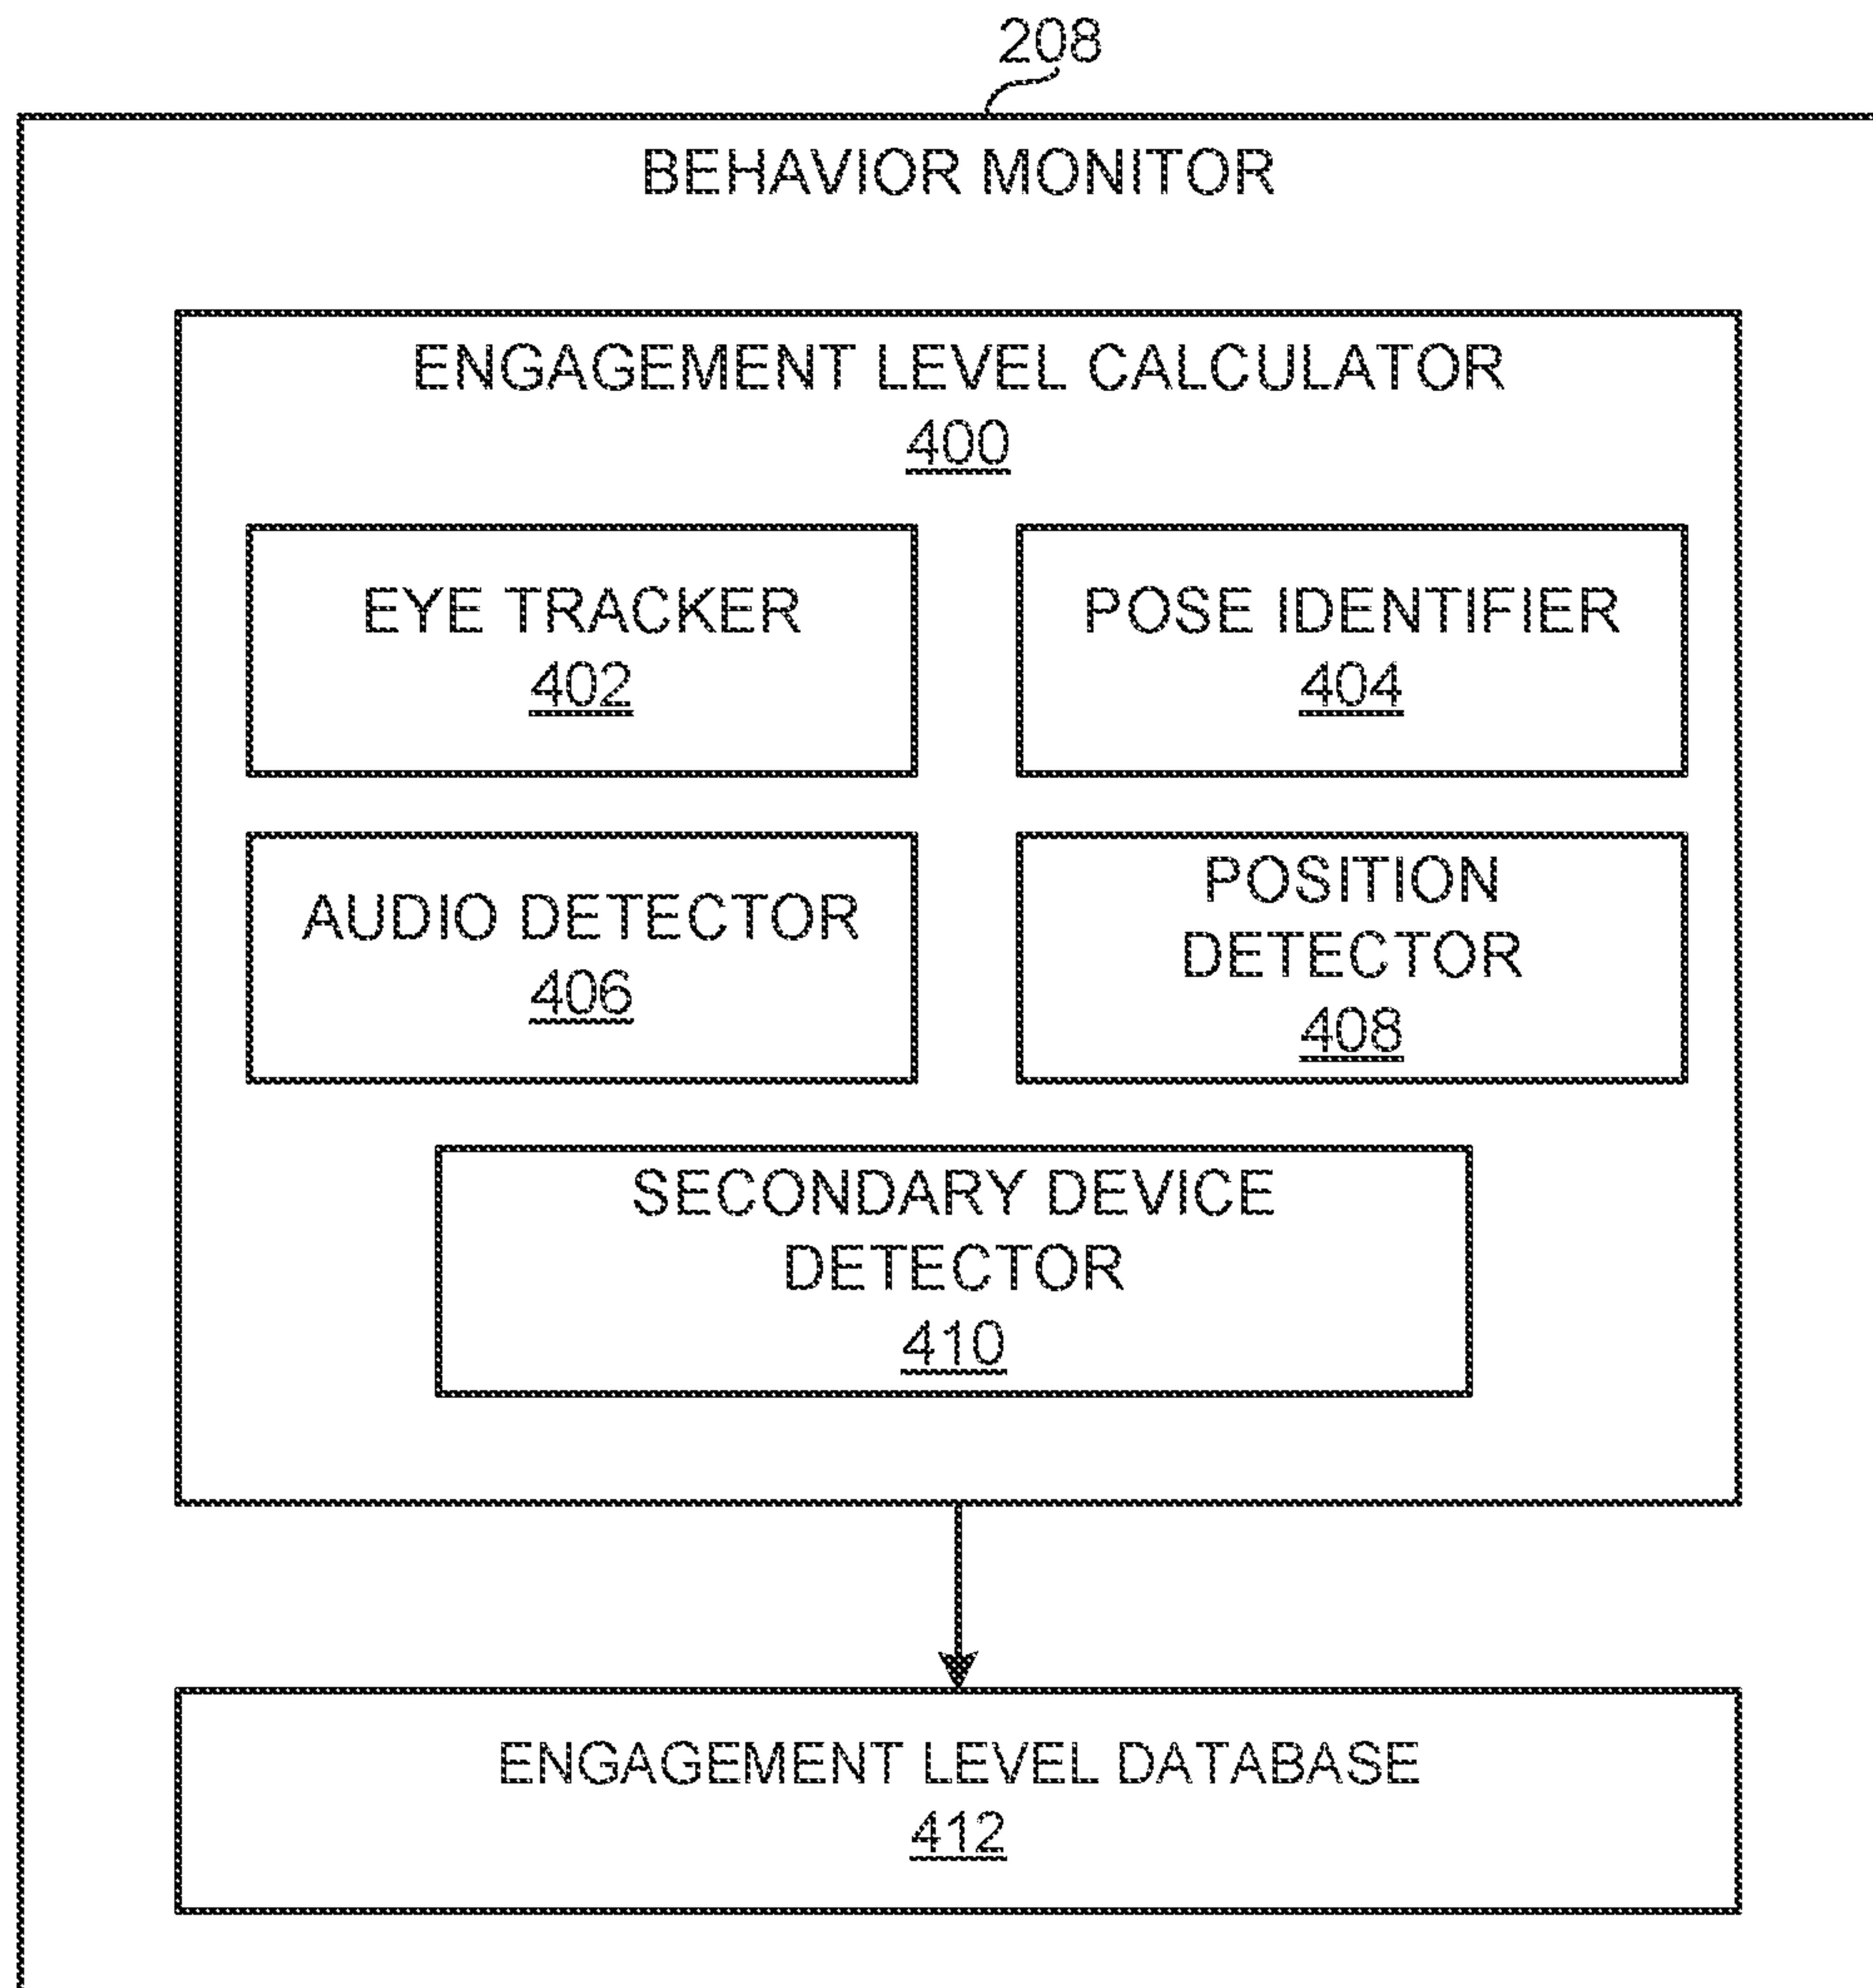 208
BEHAVIOR MONITOR
ENGAGEMENT LEVEL CALCULATOR
400
EYE TRACKER
402
POSE IDENTIFIER
404
AUDIO DETECTOR
406
POSITION
DETECTOR
408
SECONDARY DEVICE
DETECTOR
410
ENGAGEMENT LEVEL DATABASE
412